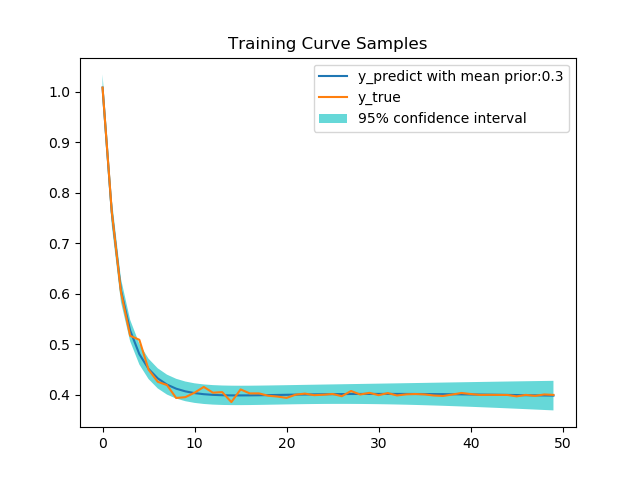 Training Curve Samples
y_predict with mean prior:0.3
y_true
95% confidence interval
1.0
0.9
0.8
0.7
0.6
0.5
0.4
0 10 20 30 40 50